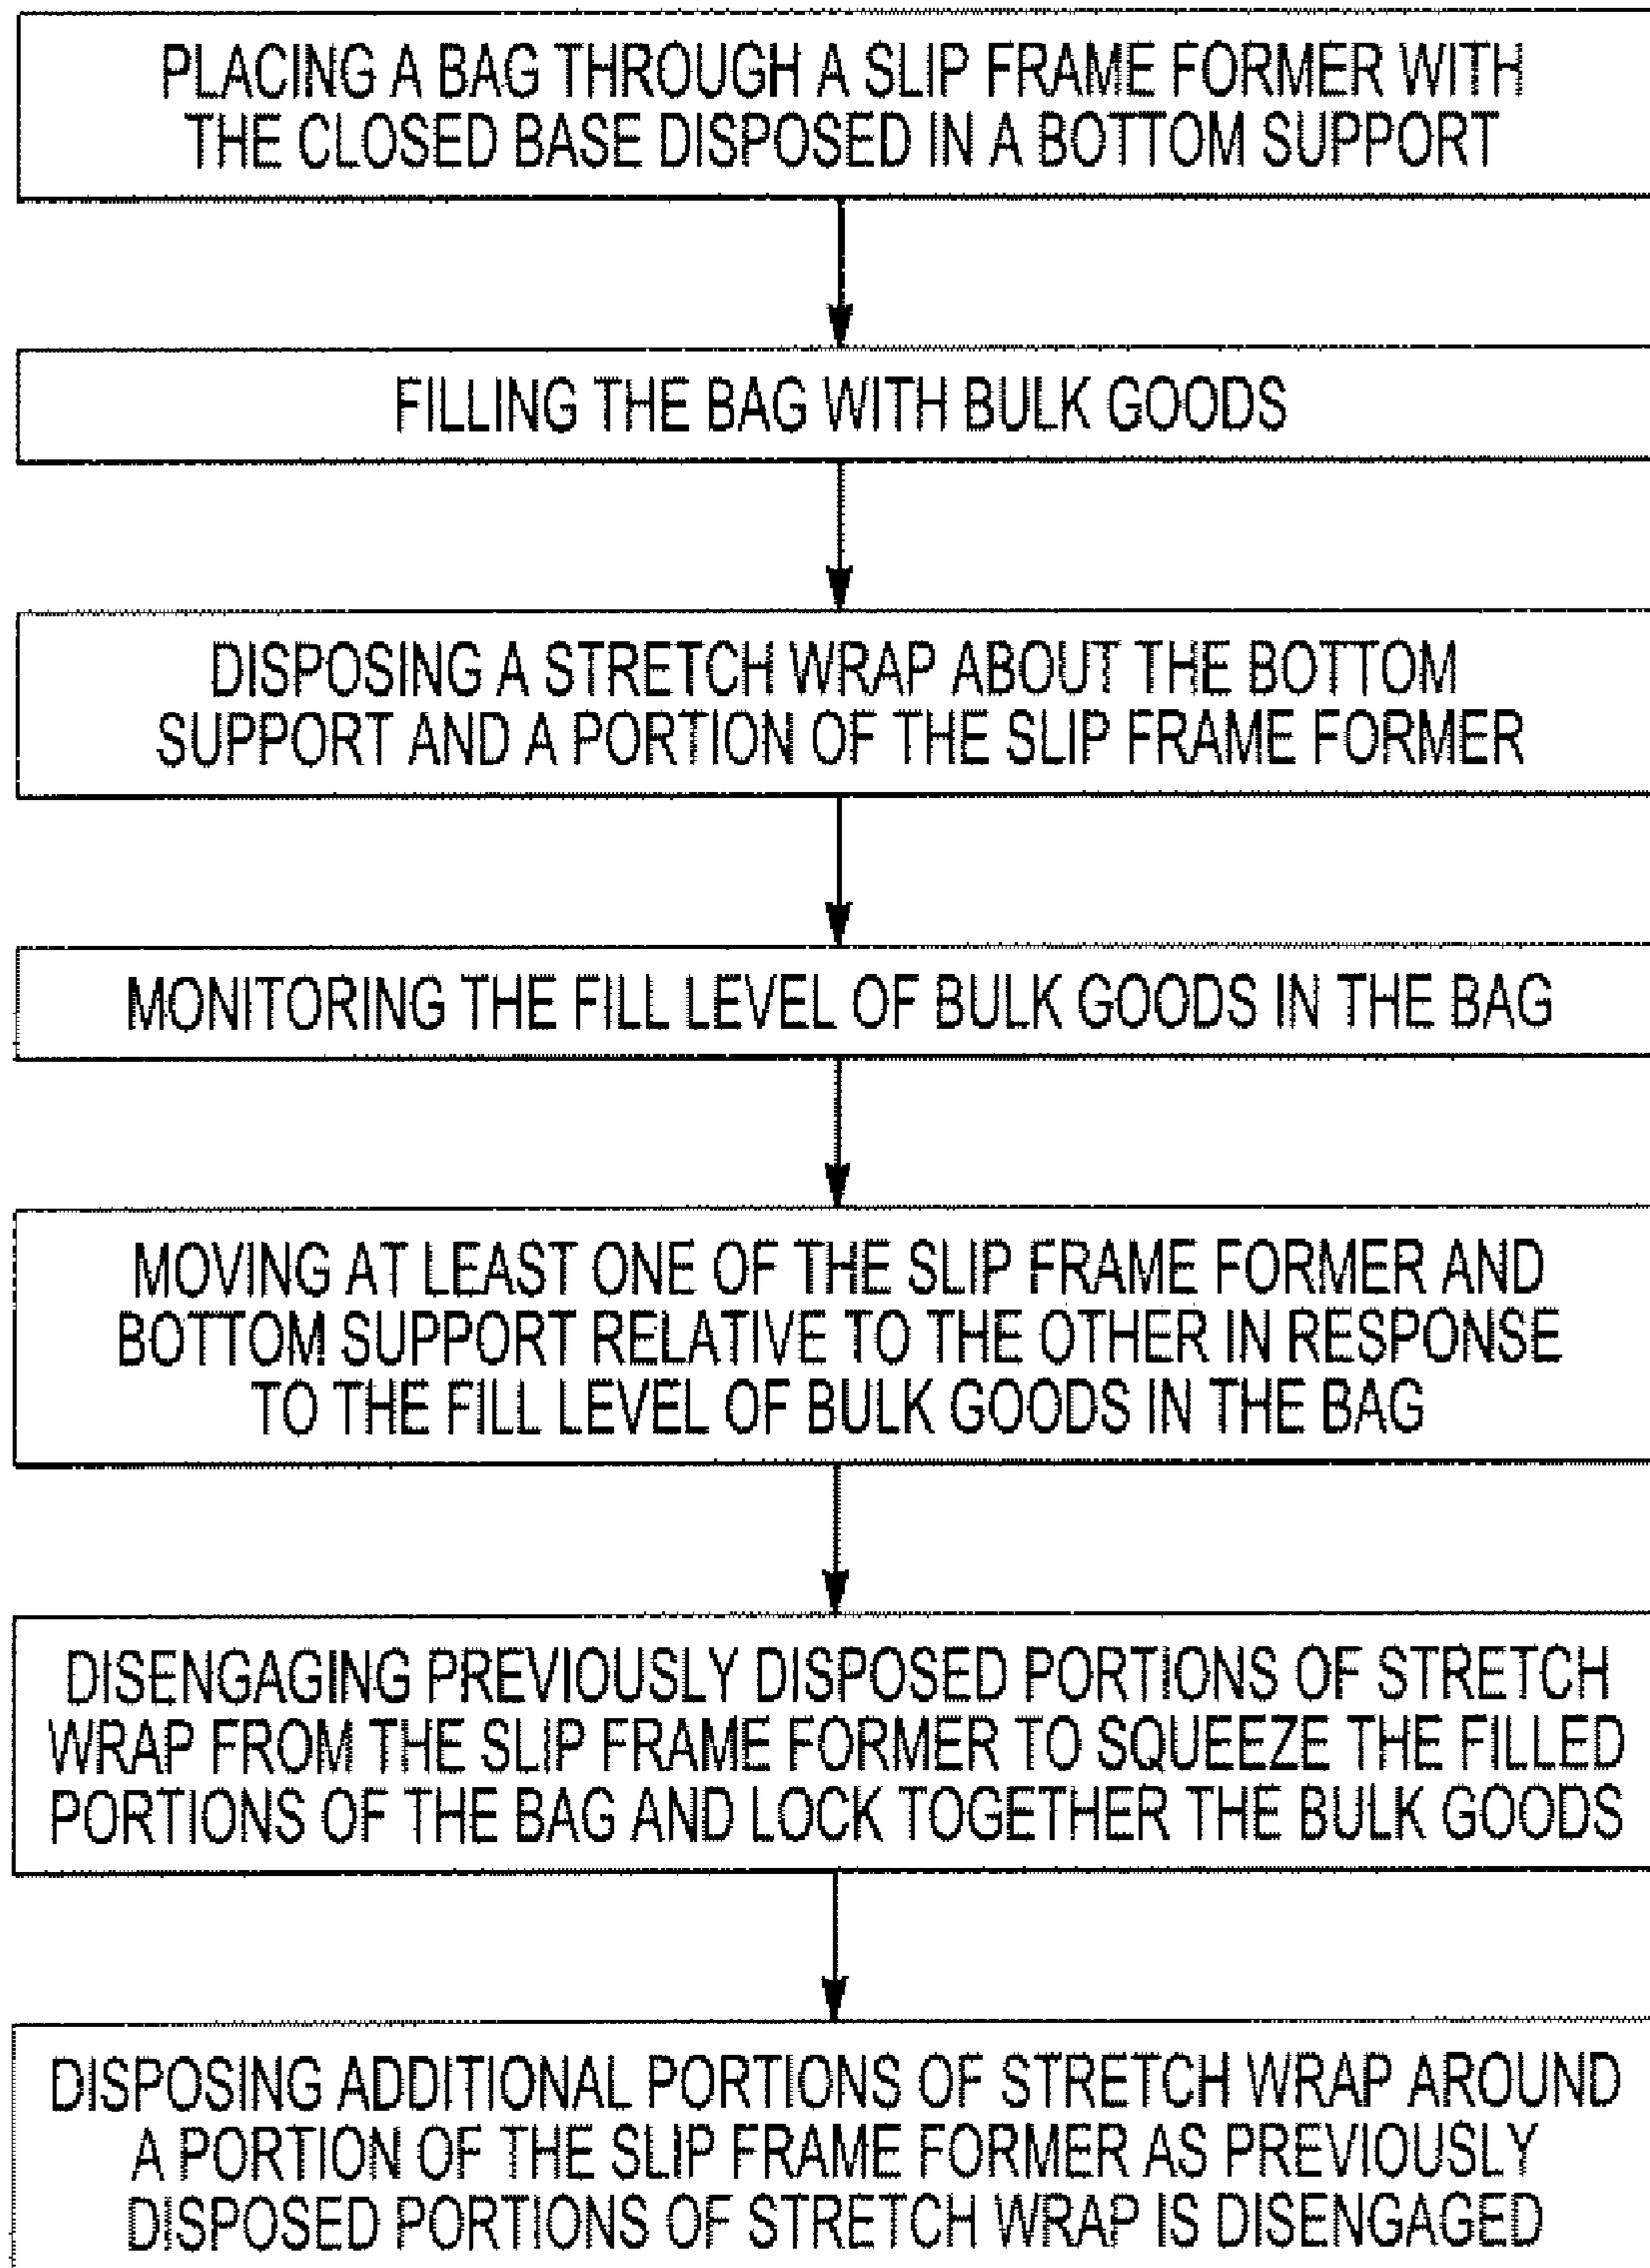 PLACING A BAG THROUGH A SLIP FRAME FORMER WITH
THE CLOSED BASE DISPOSED IN A BOTTOM SUPPORT
FILLING THE BAG WITH BULK GOODS
DISPOSING A STRETCH WRAP ABOUT THE BOTTOM
SUPPORT AND A PORTION OF THE SLIP FRAME FORMER
MONITORING THE FILL LEVEL OF BULK GOODS IN THE BAG
MOVING AT LEAST ONE OF THE SLIP FRAME FORMER AND
BOTTOM SUPPORT RELATIVE TO THE OTHER IN RESPONSE
TO THE FILL LEVEL OF BULK GOODS IN THE BAG
DISENGAGING PREVIOUSLY DISPOSED PORTIONS OF STRETCH
WRAP FROM THE SLIP FRAME FORMER TO SQUEEZE THE FILLED
PORTIONS OF THE BAG AND LOCK TOGETHER THE BULK GOODS
DISPOSING ADDITIONAL PORTIONS OF STRETCH WRAP AROUND
A PORTION OF THE SLIP FRAME FORMER AS PREVIOUSLY
DISPOSED PORTIONS OF STRETCH WRAP IS DISENGAGED